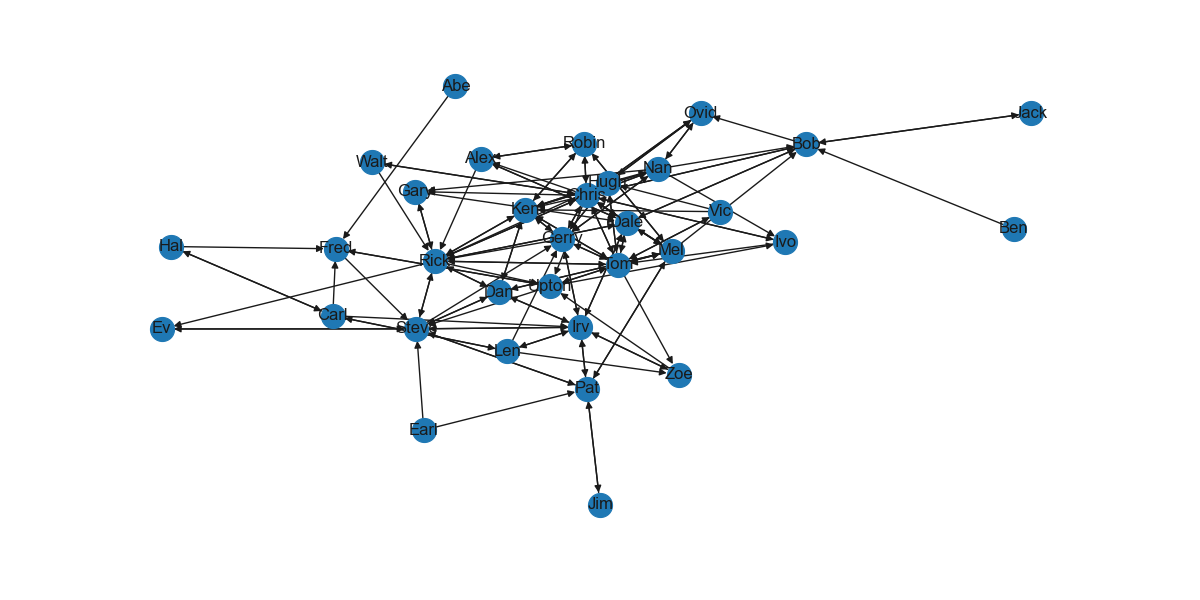 Abe
Ovid
Jack
Robin
Bob
Alex
Walt
Nan
Hugh
Gary
Chris
Ken
Vic
Dale
Ben
Gerry
Ivo
Hal
Fred
Mel
Rick
Tom
Dan
Upton
Carl
Ev
Steve
Irv
Len
Zoe
Pat
Earl
Jim